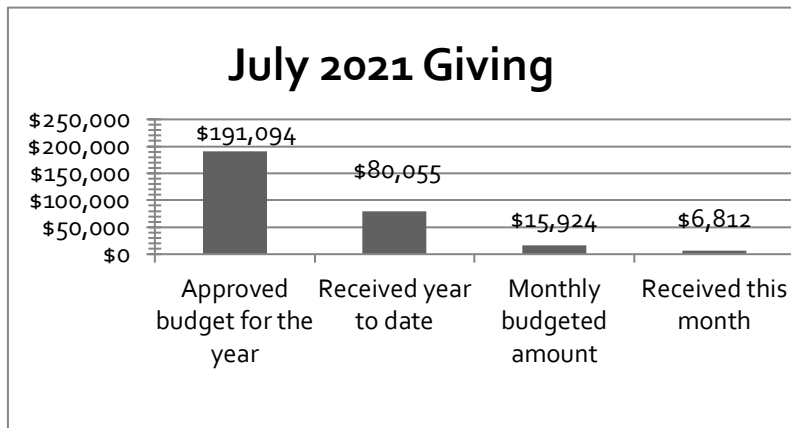 July 2021 Giving
$250,000
$200,000
$150,000
$100,000
$50,000
$0
$191,094
$80,055
$15,924
$6,812
Approved
budget for the
year
Received year
to date
Monthly
budgeted
amount
Received this
month